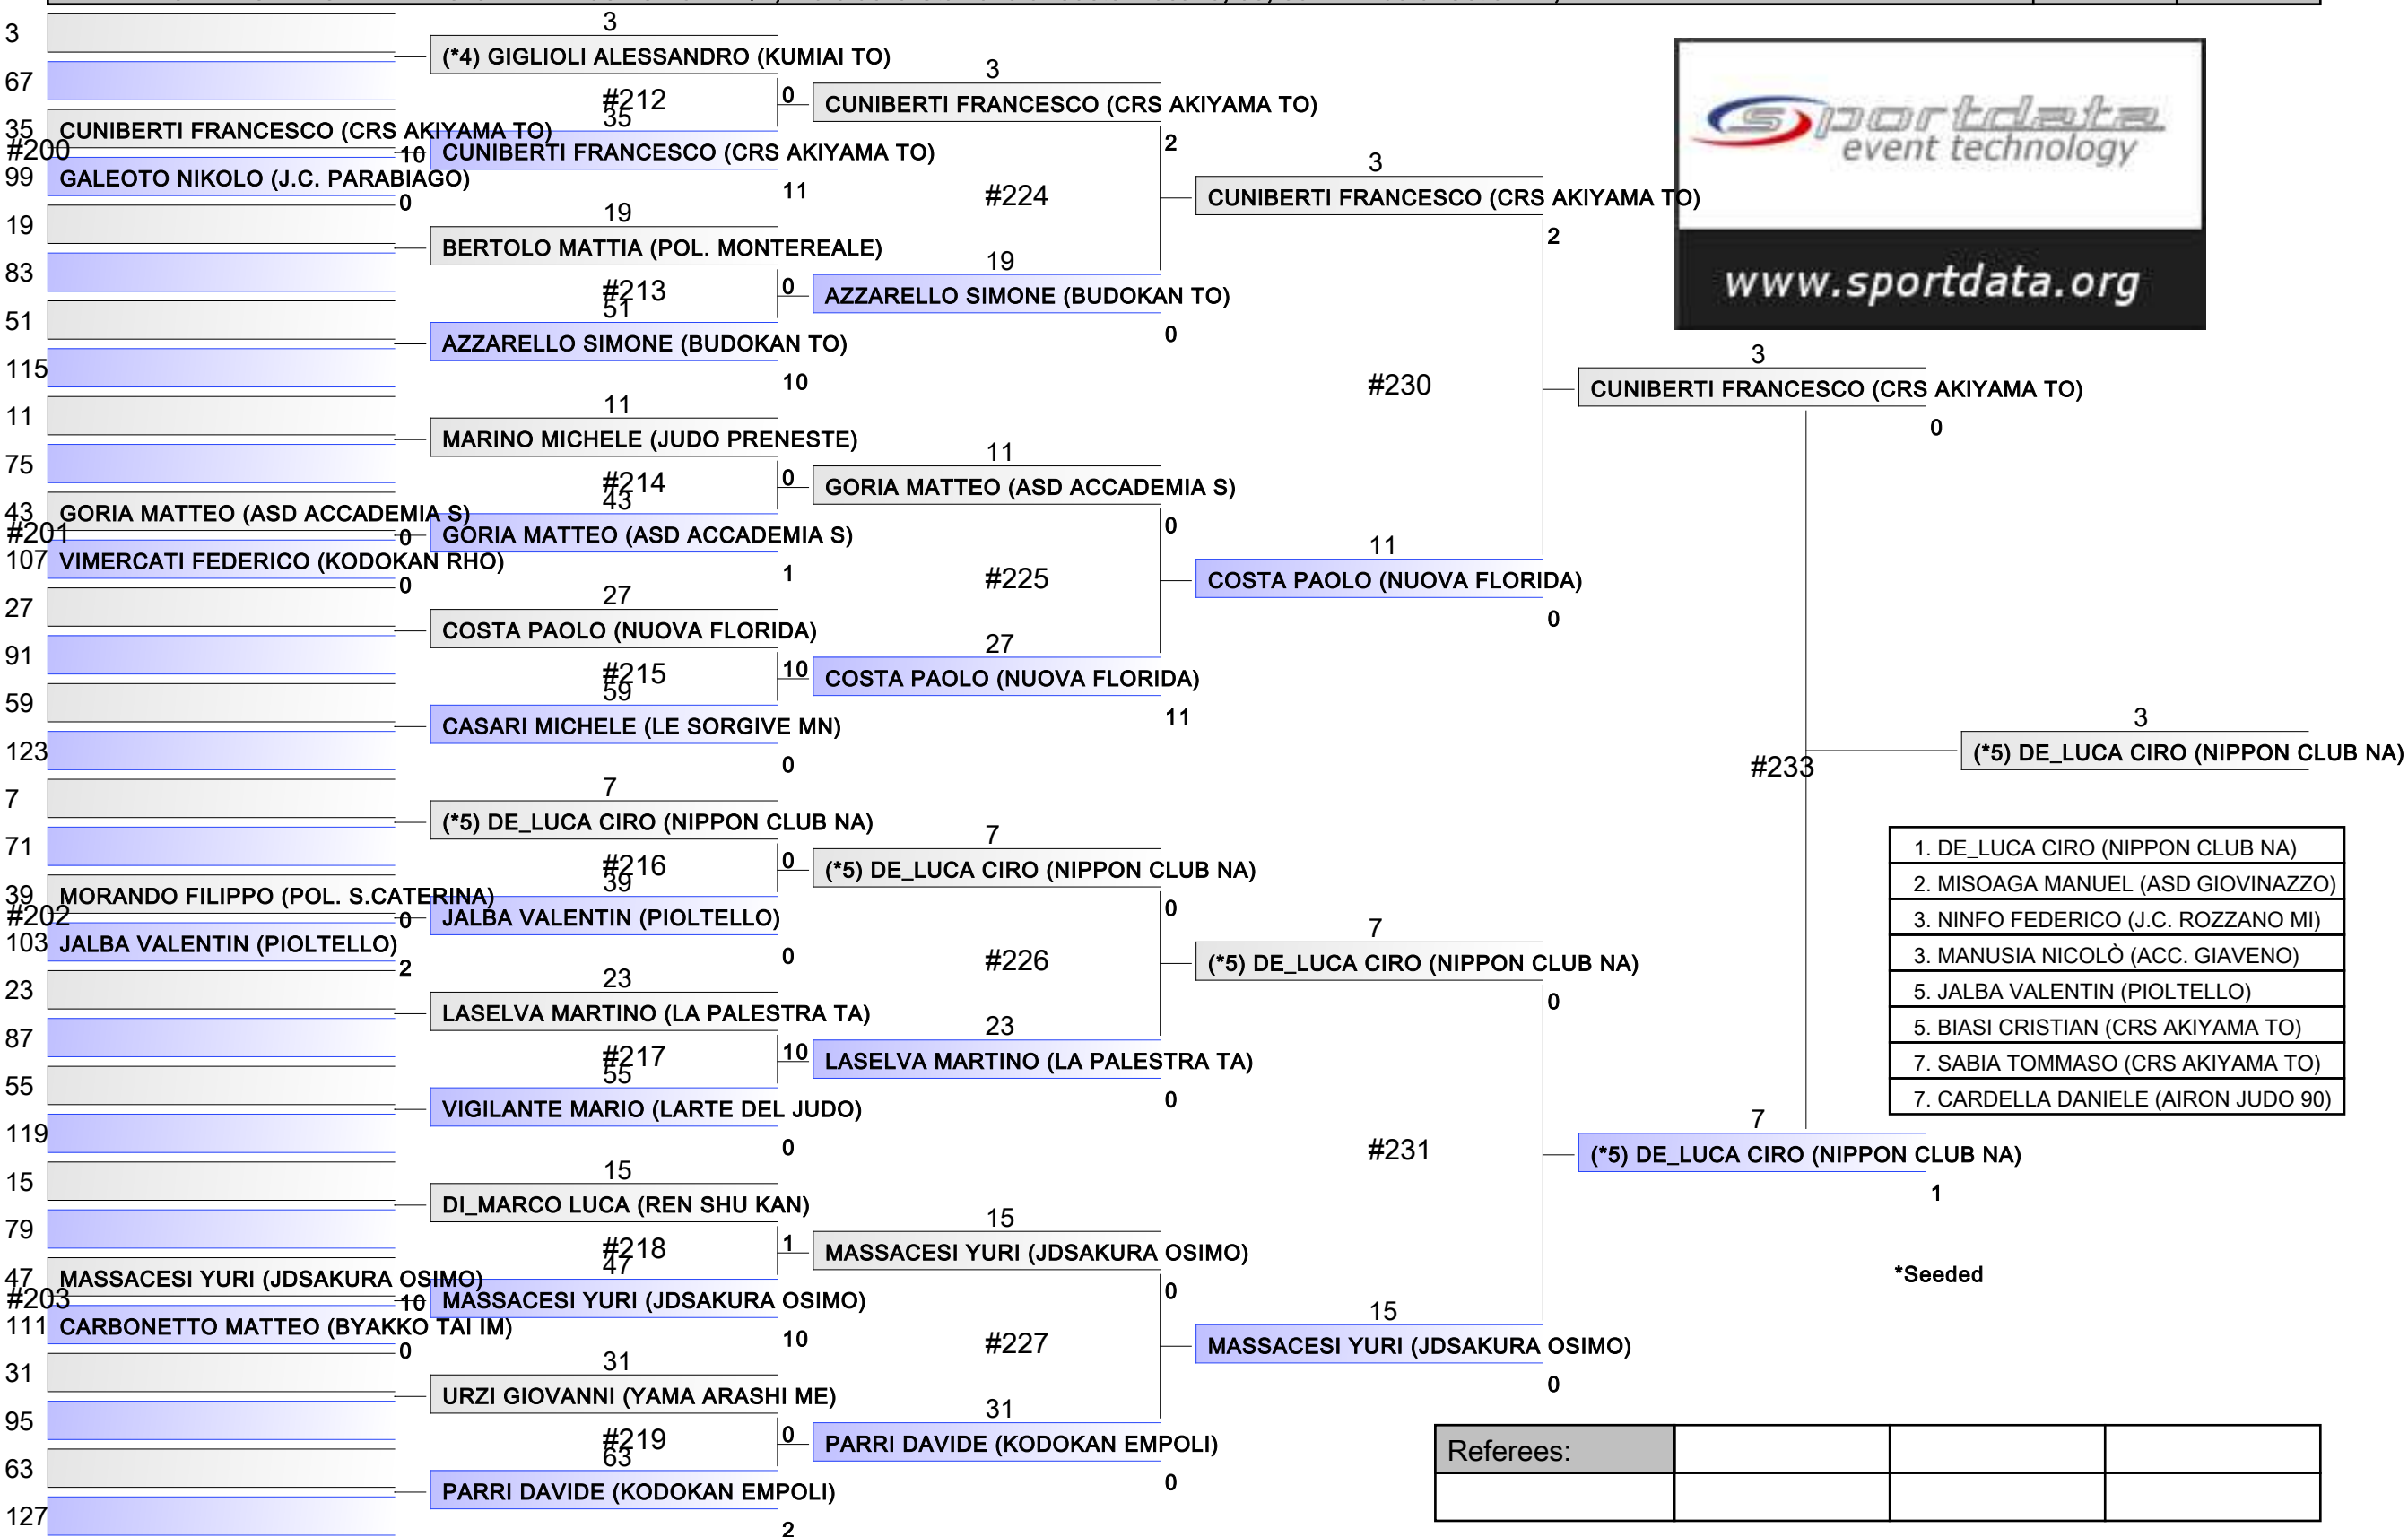 3
3
67
(*4) GIGLIOLI ALESSANDRO (KUMIAI TO)
3
#212
0
CUNIBERTI FRANCESCO (CRS AKIYAMA TO)
35
CUNIBERTI FRANCESCO (CRS AKIYAMA TO)
35
#200
10
CUNIBERTI FRANCESCO (CRS AKIYAMA TO)
2
99
GALEOTO NIKOLO (J.C. PARABIAGO)
0
11
#224
3
CUNIBERTI FRANCESCO (CRS AKIYAMA TO)
2
19
19
BERTOLO MATTIA (POL. MONTEREALE)
83
#213
0
19
AZZARELLO SIMONE (BUDOKAN TO)
0
51
51
AZZARELLO SIMONE (BUDOKAN TO)
115
10
#230
3
CUNIBERTI FRANCESCO (CRS AKIYAMA TO)
0
11
11
MARINO MICHELE (JUDO PRENESTE)
75
#214
0
11
GORIA MATTEO (ASD ACCADEMIA S)
0
43
GORIA MATTEO (ASD ACCADEMIA S)
43
#201
0
GORIA MATTEO (ASD ACCADEMIA S)
107
VIMERCATI FEDERICO (KODOKAN RHO)
0
1
#225
11
COSTA PAOLO (NUOVA FLORIDA)
0
27
27
COSTA PAOLO (NUOVA FLORIDA)
91
#215
10
27
COSTA PAOLO (NUOVA FLORIDA)
11
59
59
CASARI MICHELE (LE SORGIVE MN)
123
0
#233
3
(*5) DE_LUCA CIRO (NIPPON CLUB NA)
7
7
(*5) DE_LUCA CIRO (NIPPON CLUB NA)
71
#216
0
7
(*5) DE_LUCA CIRO (NIPPON CLUB NA)
0
39
MORANDO FILIPPO (POL. S.CATERINA)
39
#202
0
JALBA VALENTIN (PIOLTELLO)
103
JALBA VALENTIN (PIOLTELLO)
2
0
#226
7
(*5) DE_LUCA CIRO (NIPPON CLUB NA)
0
23
23
LASELVA MARTINO (LA PALESTRA TA)
87
#217
10
23
LASELVA MARTINO (LA PALESTRA TA)
0
55
55
VIGILANTE MARIO (LARTE DEL JUDO)
119
0
#231
7
(*5) DE_LUCA CIRO (NIPPON CLUB NA)
1
15
15
DI_MARCO LUCA (REN SHU KAN)
79
#218
1
15
MASSACESI YURI (JDSAKURA OSIMO)
0
47
MASSACESI YURI (JDSAKURA OSIMO)
47
#203
10
MASSACESI YURI (JDSAKURA OSIMO)
111
CARBONETTO MATTEO (BYAKKO TAI IM)
0
10
#227
15
MASSACESI YURI (JDSAKURA OSIMO)
0
31
31
URZI GIOVANNI (YAMA ARASHI ME)
95
#219
0
31
PARRI DAVIDE (KODOKAN EMPOLI)
0
63
63
PARRI DAVIDE (KODOKAN EMPOLI)
127
2
sportdata
event technology
www.sportdata.org
1. DE_LUCA CIRO (NIPPON CLUB NA)
2. MISOAGA MANUEL (ASD GIOVINAZZO)
3. NINFO FEDERICO (J.C. ROZZANO MI)
3. MANUSIA NICOLÒ (ACC. GIAVENO)
5. JALBA VALENTIN (PIOLTELLO)
5. BIASI CRISTIAN (CRS AKIYAMA TO)
7. SABIA TOMMASO (CRS AKIYAMA TO)
7. CARDELLA DANIELE (AIRON JUDO 90)
*Seeded
Referees: